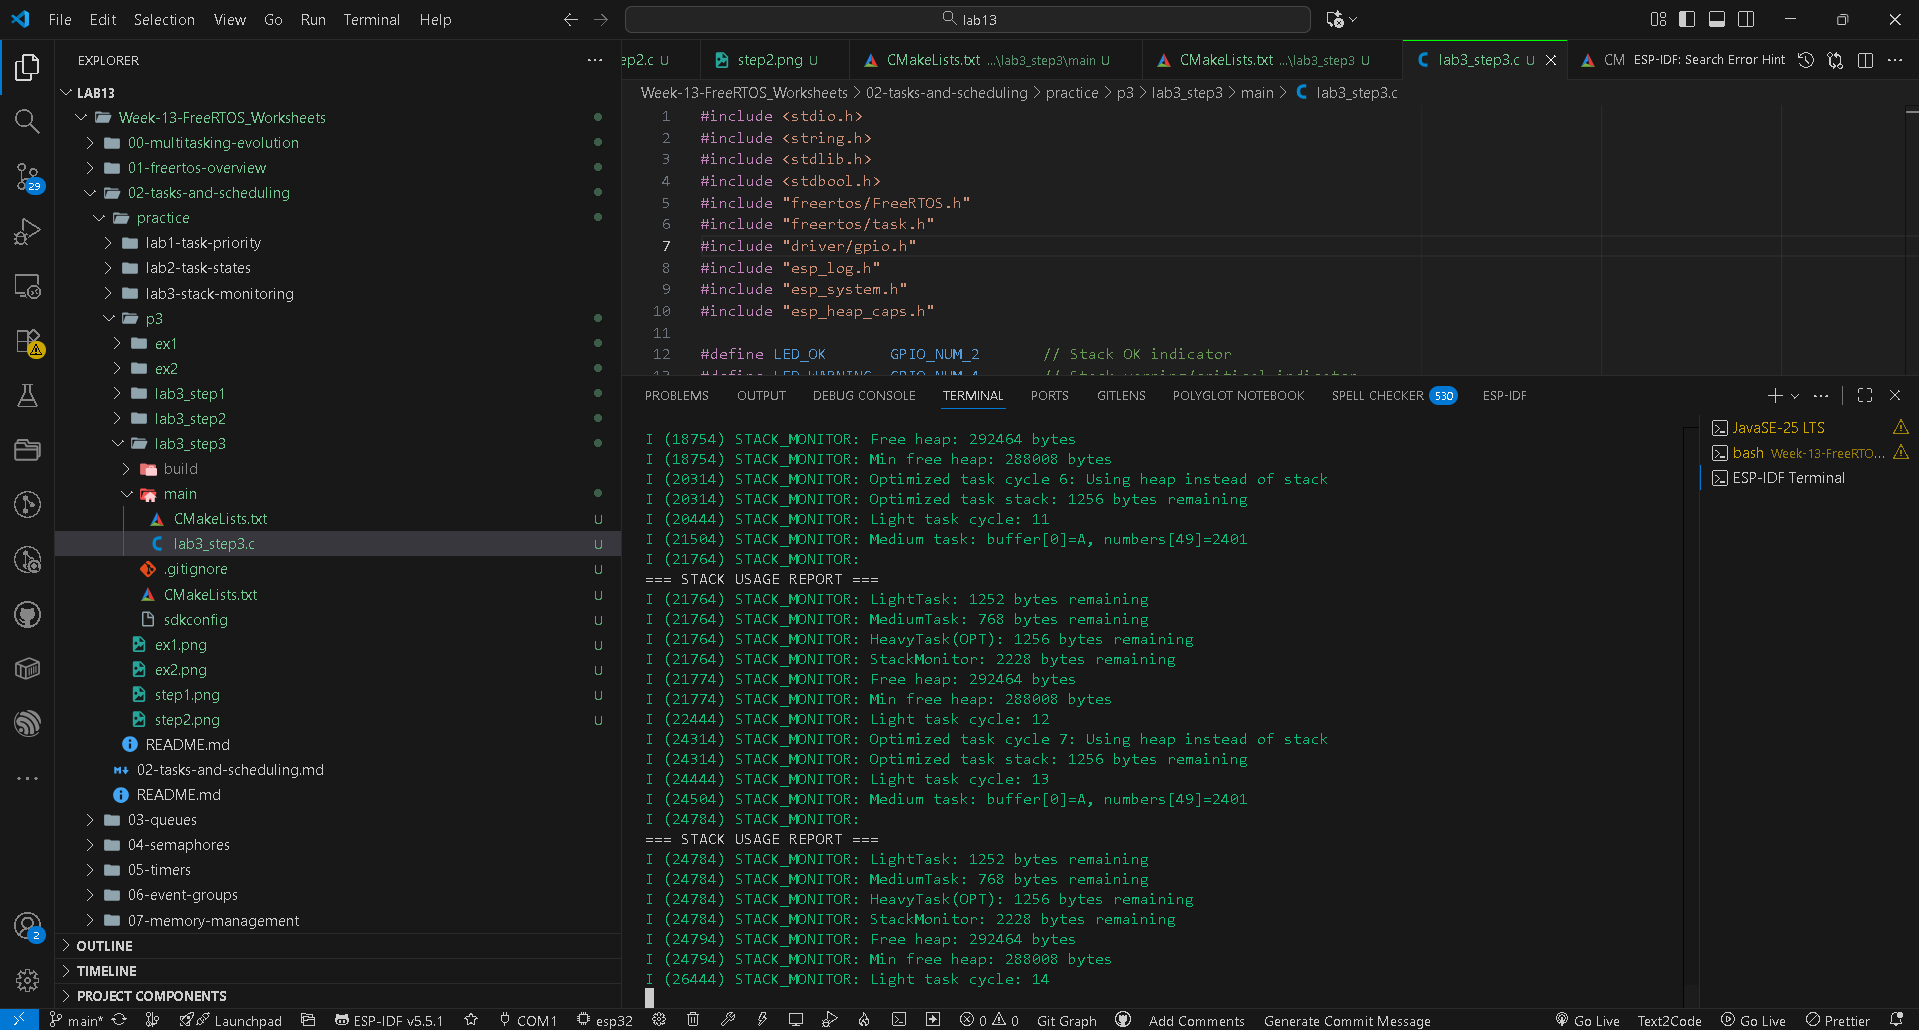 File Edit Selection View Go Run Terminal Help
lab13
EXPLORER
LAB13
Week-13-FreeRTOS_Worksheets
00-multitasking-evolution
01-freertos-overview
02-tasks-and-scheduling
practice
lab1-task-priority
lab2-task-states
lab3-stack-monitoring
p3
ex1
ex2
lab3_step1
lab3_step2
lab3_step3
build
main
CMakeLists.txt U
lab3_step3.c U
.gitignore U
CMakeLists.txt U
sdkconfig U
ex1.png U
ex2.png U
step1.png U
step2.png U
README.md
02-tasks-and-scheduling.md
README.md
03-queues
04-semaphores
05-timers
06-event-groups
07-memory-management
OUTLINE
TIMELINE
PROJECT COMPONENTS
29
2
ep2.c U step2.png U CMakeLists.txt ...\lab3_step3\main U CMakeLists.txt ...\lab3_step3 U lab3_step3.c U CM ESP-IDF: Search Error Hint
Week-13-FreeRTOS_Worksheets > 02-tasks-and-scheduling > practice > p3 > lab3_step3 > main > lab3_step3.c
1 #include <stdio.h>
2 #include <string.h>
3 #include <stdlib.h>
4 #include <stdbool.h>
5 #include "freertos/FreeRTOS.h"
6 #include "freertos/task.h"
7 #include "driver/gpio.h"
8 #include "esp_log.h"
9 #include "esp_system.h"
10 #include "esp_heap_caps.h"
11
12 #define LED_OK GPIO_NUM_2 // Stack OK indicator
13 #define LED_WARNING GPIO_NUM_4 // Stack warning/critical indicator
PROBLEMS OUTPUT DEBUG CONSOLE TERMINAL PORTS GITLENS POLYGLOT NOTEBOOK SPELL CHECKER 530 ESP-IDF
I (18754) STACK_MONITOR: Free heap: 292464 bytes
I (18754) STACK_MONITOR: Min free heap: 288008 bytes
I (20314) STACK_MONITOR: Optimized task cycle 6: Using heap instead of stack
I (20314) STACK_MONITOR: Optimized task stack: 1256 bytes remaining
I (20444) STACK_MONITOR: Light task cycle: 11
I (21504) STACK_MONITOR: Medium task: buffer[0]=A, numbers[49]=2401
I (21764) STACK_MONITOR:
=== STACK USAGE REPORT ===
I (21764) STACK_MONITOR: LightTask: 1252 bytes remaining
I (21764) STACK_MONITOR: MediumTask: 768 bytes remaining
I (21764) STACK_MONITOR: HeavyTask(OPT): 1256 bytes remaining
I (21764) STACK_MONITOR: StackMonitor: 2228 bytes remaining
I (21774) STACK_MONITOR: Free heap: 292464 bytes
I (21774) STACK_MONITOR: Min free heap: 288008 bytes
I (22444) STACK_MONITOR: Light task cycle: 12
I (24314) STACK_MONITOR: Optimized task cycle 7: Using heap instead of stack
I (24314) STACK_MONITOR: Optimized task stack: 1256 bytes remaining
I (24444) STACK_MONITOR: Light task cycle: 13
I (24504) STACK_MONITOR: Medium task: buffer[0]=A, numbers[49]=2401
I (24784) STACK_MONITOR:
=== STACK USAGE REPORT ===
I (24784) STACK_MONITOR: LightTask: 1252 bytes remaining
I (24784) STACK_MONITOR: MediumTask: 768 bytes remaining
I (24784) STACK_MONITOR: HeavyTask(OPT): 1256 bytes remaining
I (24784) STACK_MONITOR: StackMonitor: 2228 bytes remaining
I (24794) STACK_MONITOR: Free heap: 292464 bytes
I (24794) STACK_MONITOR: Min free heap: 288008 bytes
I (26444) STACK_MONITOR: Light task cycle: 14
JavaSE-25 LTS
bash Week-13-FreeRTO...
ESP-IDF Terminal
main* Launchpad ESP-IDF v5.5.1 COM1 esp32 0 0 Git Graph Add Comments Generate Commit Message Go Live Text2Code Go Live Prettier